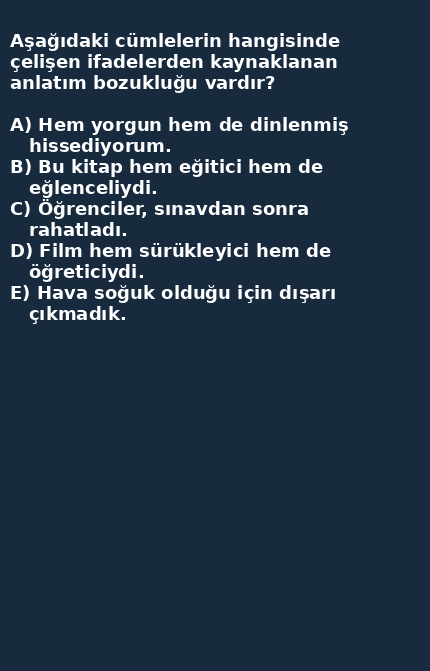 Aşağıdaki cümlelerin hangisinde
çelişen ifadelerden kaynaklanan
anlatım bozukluğu vardır?
A) Hem yorgun hem de dinlenmiş
hissediyorum.
B) Bu kitap hem eğitici hem de
eğlenceliydi.
C) Öğrenciler, sınavdan sonra
rahatladı.
D) Film hem sürükleyici hem de
öğreticiydi.
E) Hava soğuk olduğu için dışarı
çıkmadık.